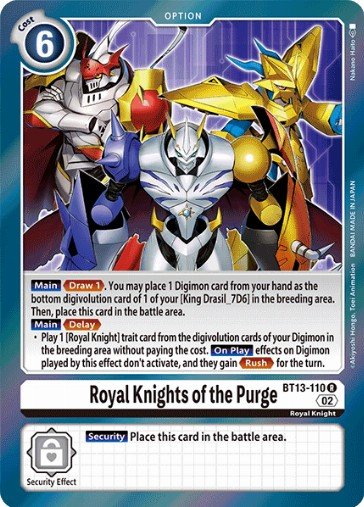 OPTION
Cost
6
Nakano Haito
©Akiyoshi Hongo, Toei Animation BANDAI MADE IN JAPAN
Main Draw 1. You may place 1 Digimon card from your hand as the
bottom digivolution card of 1 of your [King Drasil_7D6] in the breeding area.
Then, place this card in the battle area.
Main Delay
• Play 1 [Royal Knight] trait card from the digivolution cards of your Digimon in
the breeding area without paying the cost. On Play effects on Digimon
played by this effect don't activate, and they gain Rush for the turn.
Royal Knights of the Purge
BT13-110 R
02
Royal Knight
Security Place this card in the battle area.
Security Effect